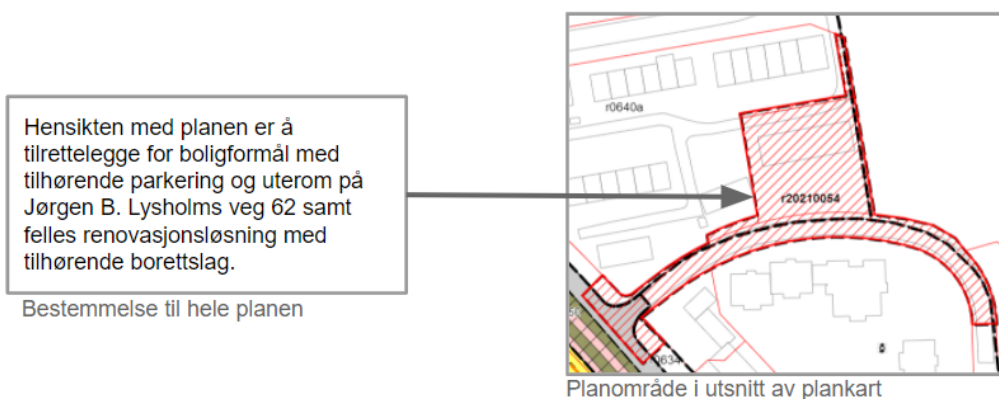 Hensikten med planen er å
tilrettelegge for boligformål med
tilhørende parkering og uterom på
Jørgen B. Lysholms veg 62 samt
felles renovasjonsløsning med
tilhørende borettslag.
Bestemmelse til hele planen
r0640a
r20210054
0634
Planområde i utsnitt av plankart